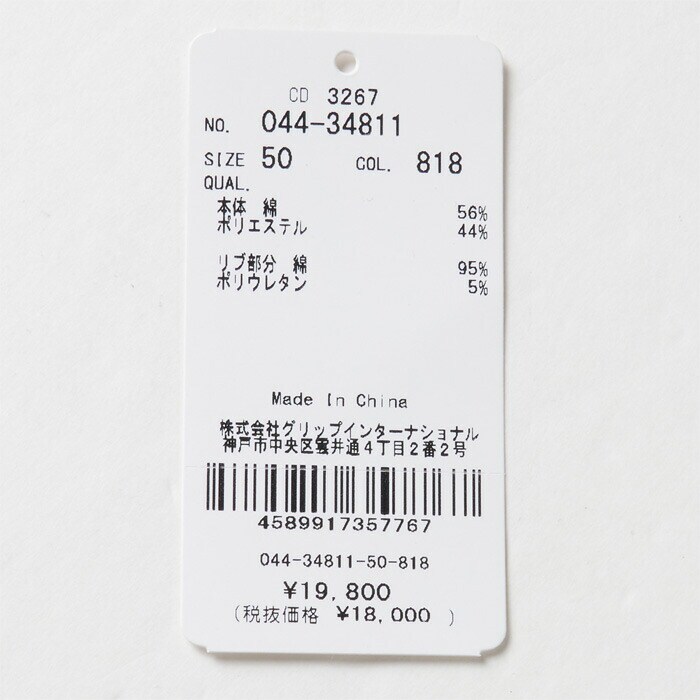 CD 3267
NO. 044-34811
SIZE 50 COL. 818
QUAL.
本体 綿 56%
ポリエステル 44%
リブ部分 綿 95%
ポリウレタン 5%
Made In China
株式会社グリップインターナショナル
神戸市中央区雲井通4丁目2番2号
4589917357767
044-34811-50-818
¥19,800
(税抜価格 ¥18,000 )